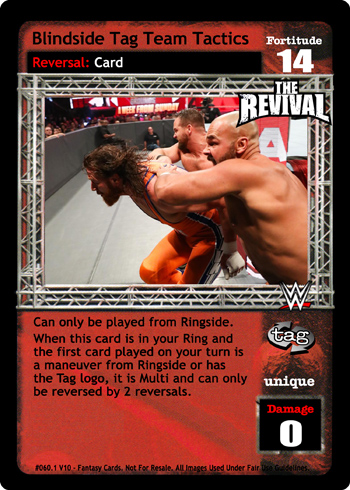 Blindside Tag Team Tactics
Fortitude
14
Reversal: Card
THE
REVIVAL
A WEEK FROM SUNDAY
A
W
Can only be played from Ringside.
When this card is in your Ring and
the first card played on your turn is
a maneuver from Ringside or has
the Tag logo, it is Multi and can only
be reversed by 2 reversals.
tag
unique
Damage
0
#060.1 V10 - Fantasy Cards. Not For Resale. All Images Used Under Fair Use Guidelines.